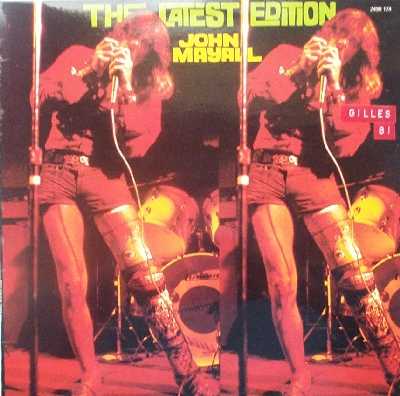 THE LATEST EDITION
JOHN
MAYALL
GILLES
81